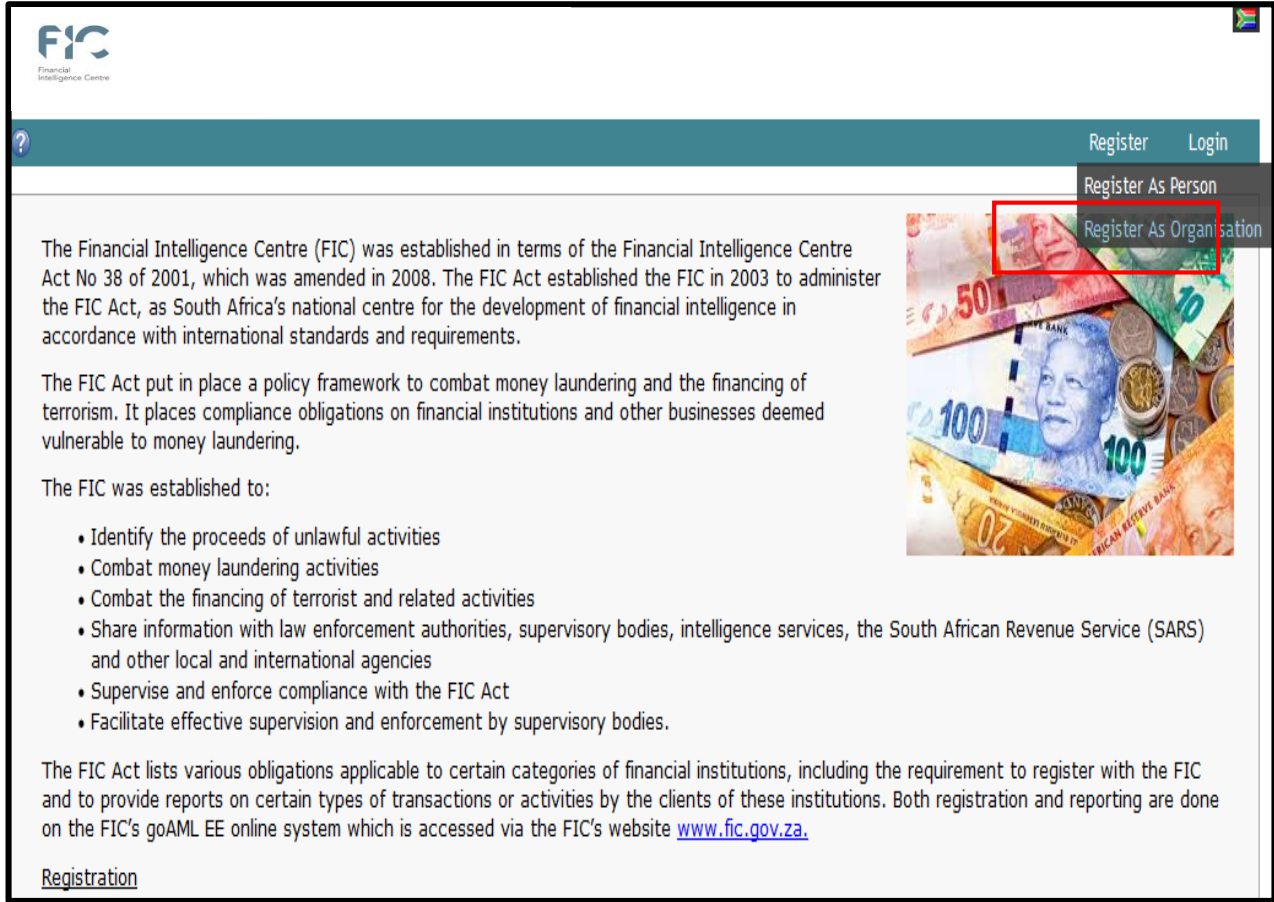 FIC
Financial
Intelligence Centre
?
Register Login
Register As Person
Register As Organisation
The Financial Intelligence Centre (FIC) was established in terms of the Financial Intelligence Centre
Act No 38 of 2001, which was amended in 2008. The FIC Act established the FIC in 2003 to administer
the FIC Act, as South Africa's national centre for the development of financial intelligence in
accordance with international standards and requirements.
The FIC Act put in place a policy framework to combat money laundering and the financing of
terrorism. It places compliance obligations on financial institutions and other businesses deemed
vulnerable to money laundering.
The FIC was established to:
• Identify the proceeds of unlawful activities
• Combat money laundering activities
• Combat the financing of terrorist and related activities
• Share information with law enforcement authorities, supervisory bodies, intelligence services, the South African Revenue Service (SARS)
and other local and international agencies
• Supervise and enforce compliance with the FIC Act
• Facilitate effective supervision and enforcement by supervisory bodies.
50
10
100
100
20
The FIC Act lists various obligations applicable to certain categories of financial institutions, including the requirement to register with the FIC
and to provide reports on certain types of transactions or activities by the clients of these institutions. Both registration and reporting are done
on the FIC's goAML EE online system which is accessed via the FIC's website www.fic.gov.za.
Registration